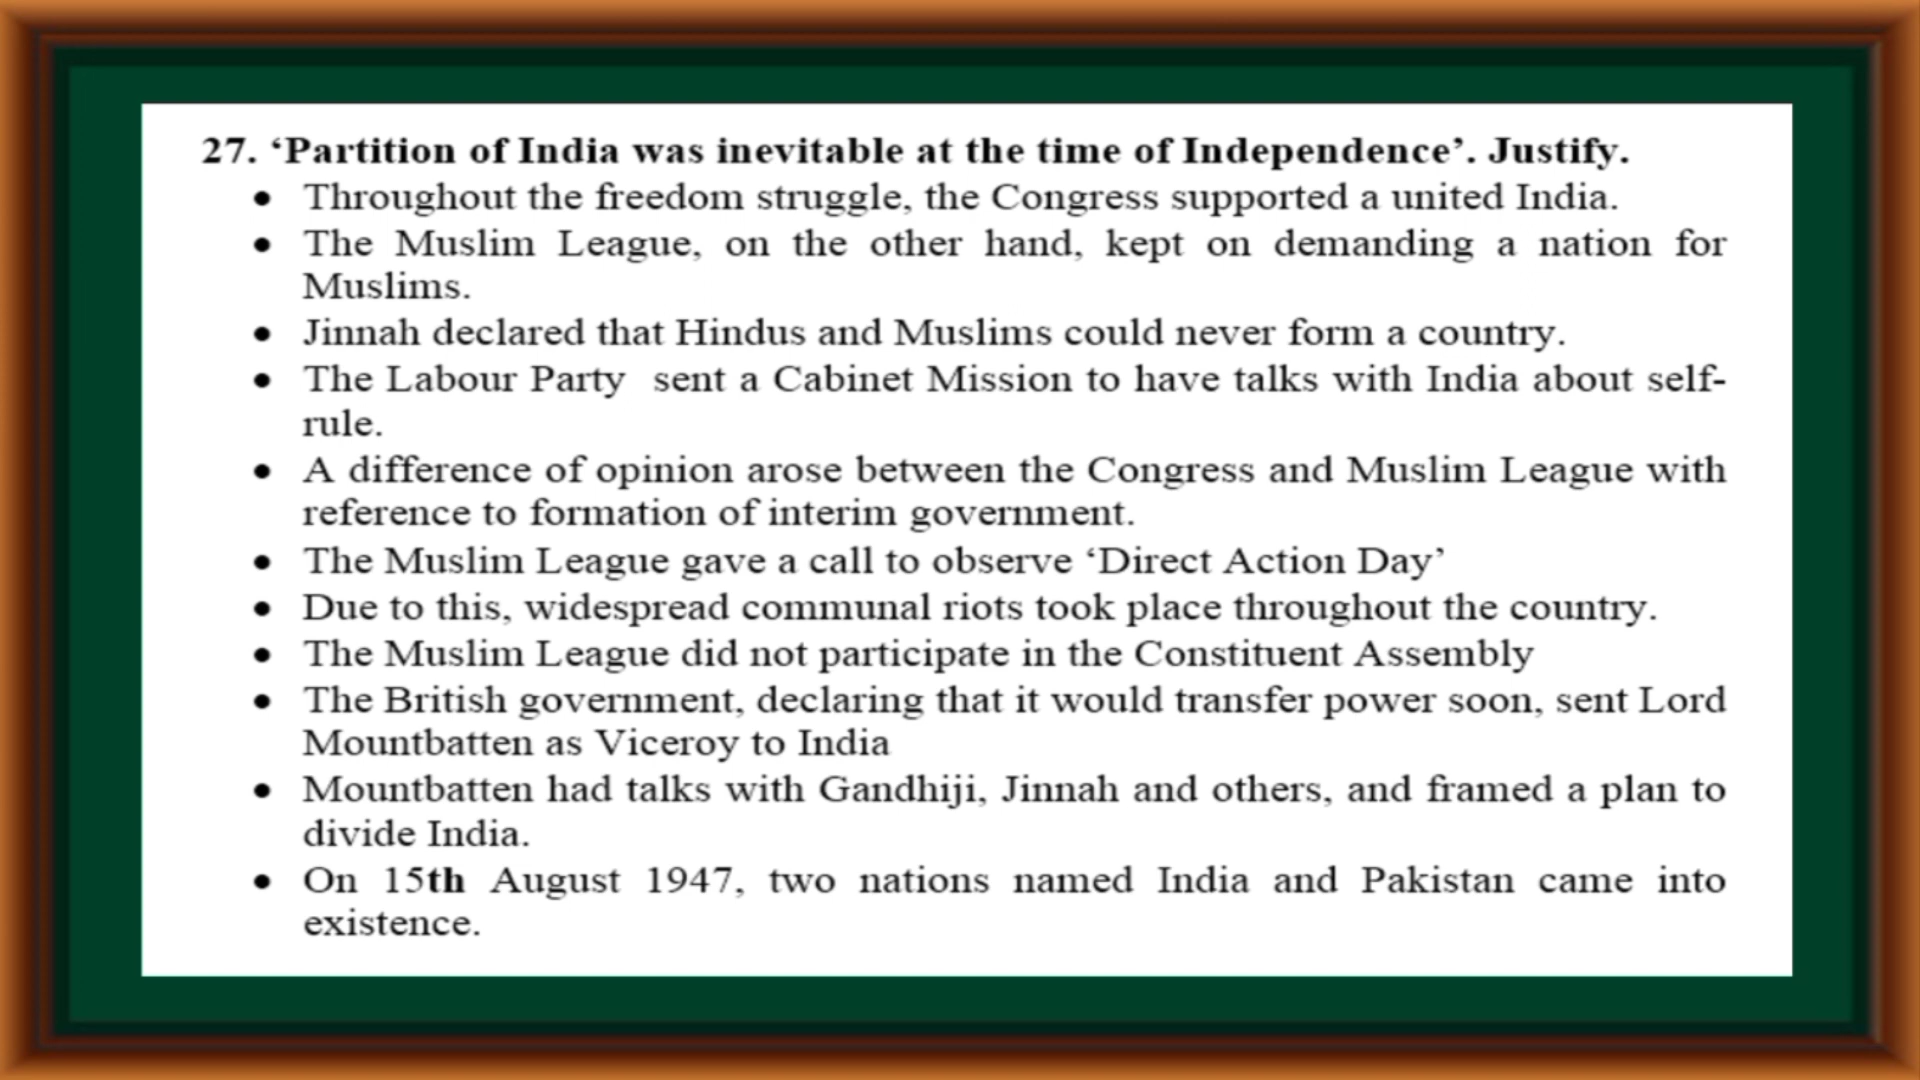 27. ‘Partition of India was inevitable at the time of Independence’. Justify.
• Throughout the freedom struggle, the Congress supported a united India.
• The Muslim League, on the other hand, kept on demanding a nation for
Muslims.
• Jinnah declared that Hindus and Muslims could never form a country.
• The Labour Party sent a Cabinet Mission to have talks with India about self-
rule.
• A difference of opinion arose between the Congress and Muslim League with
reference to formation of interim government.
• The Muslim League gave a call to observe ‘Direct Action Day’
• Due to this, widespread communal riots took place throughout the country.
• The Muslim League did not participate in the Constituent Assembly
• The British government, declaring that it would transfer power soon, sent Lord
Mountbatten as Viceroy to India
• Mountbatten had talks with Gandhiji, Jinnah and others, and framed a plan to
divide India.
• On 15th August 1947, two nations named India and Pakistan came into
existence.